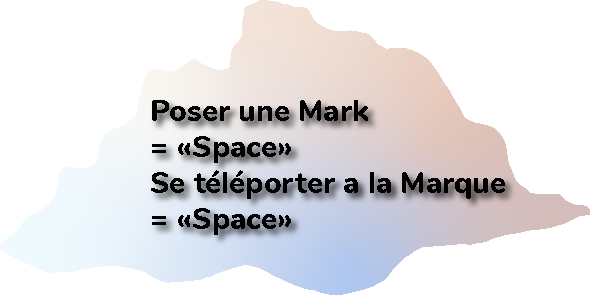 Poser une Mark
= «Space»
Se téléporter a la Marque
= «Space»